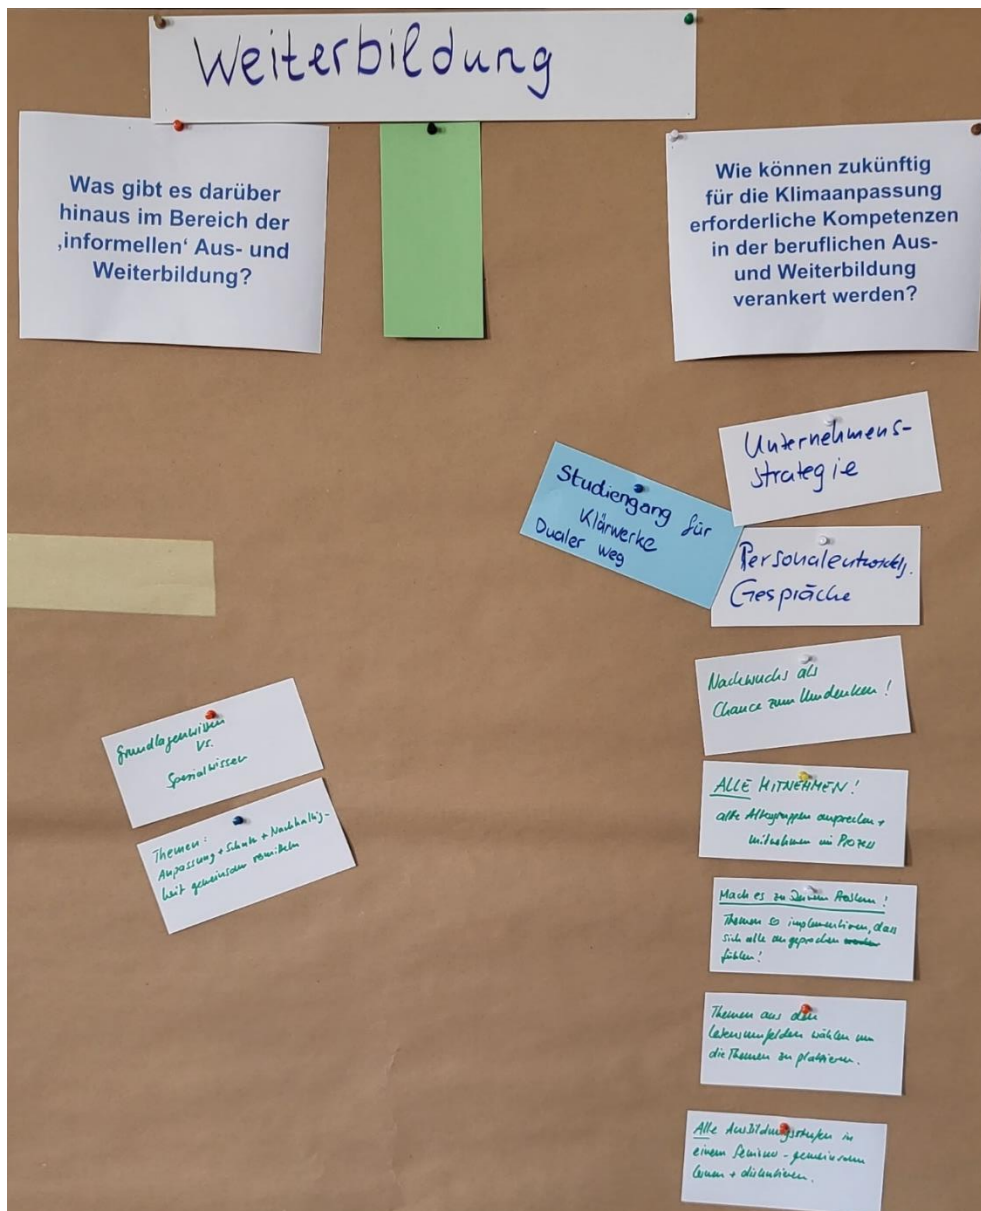 Weiterbildung
Was gibt es darüber
hinaus im Bereich der
‚informellen‘ Aus- und
Weiterbildung?
Wie können zukünftig
für die Klimaanpassung
erforderliche Kompetenzen
in der beruflichen Aus-
und Weiterbildung
verankert werden?
Grundlagenwissen
vs.
Spezialwissen
Themen:
Anpassung + Schutz + Nachhaltig-
keit gemeinsam vermitteln
Studiengang für
Klärwerke
Dualer weg
Unternehmens-
strategie
Personalentwickl.
Gespräche
Nachwuchs als
Chance zum Umdenken!
ALLE MITNEHMEN!
alle Altersgruppen ansprechen +
mitnehmen im Prozess
Mach es zu Deinem!
Themen so implementieren, dass
sich alle angesprochen
fühlen!
Themen aus den
Lebensumfeldern wählen um
die Themen zu platzieren.
Alle Ausbildungsstufen in
einem Seminar - gemeinsam
lernen + diskutieren.